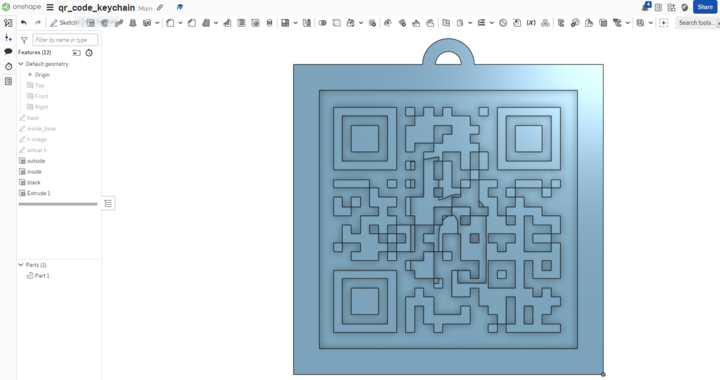 onshape
qr_code_keychain Main
4
Share
Sketch
Search tools...
Filter by name or type
Features (12)
Default geometry
Origin
Top
Front
Right
base
inside_base
h image
actual h
outside
inside
black
Extrude 1
Parts (1)
Part 1